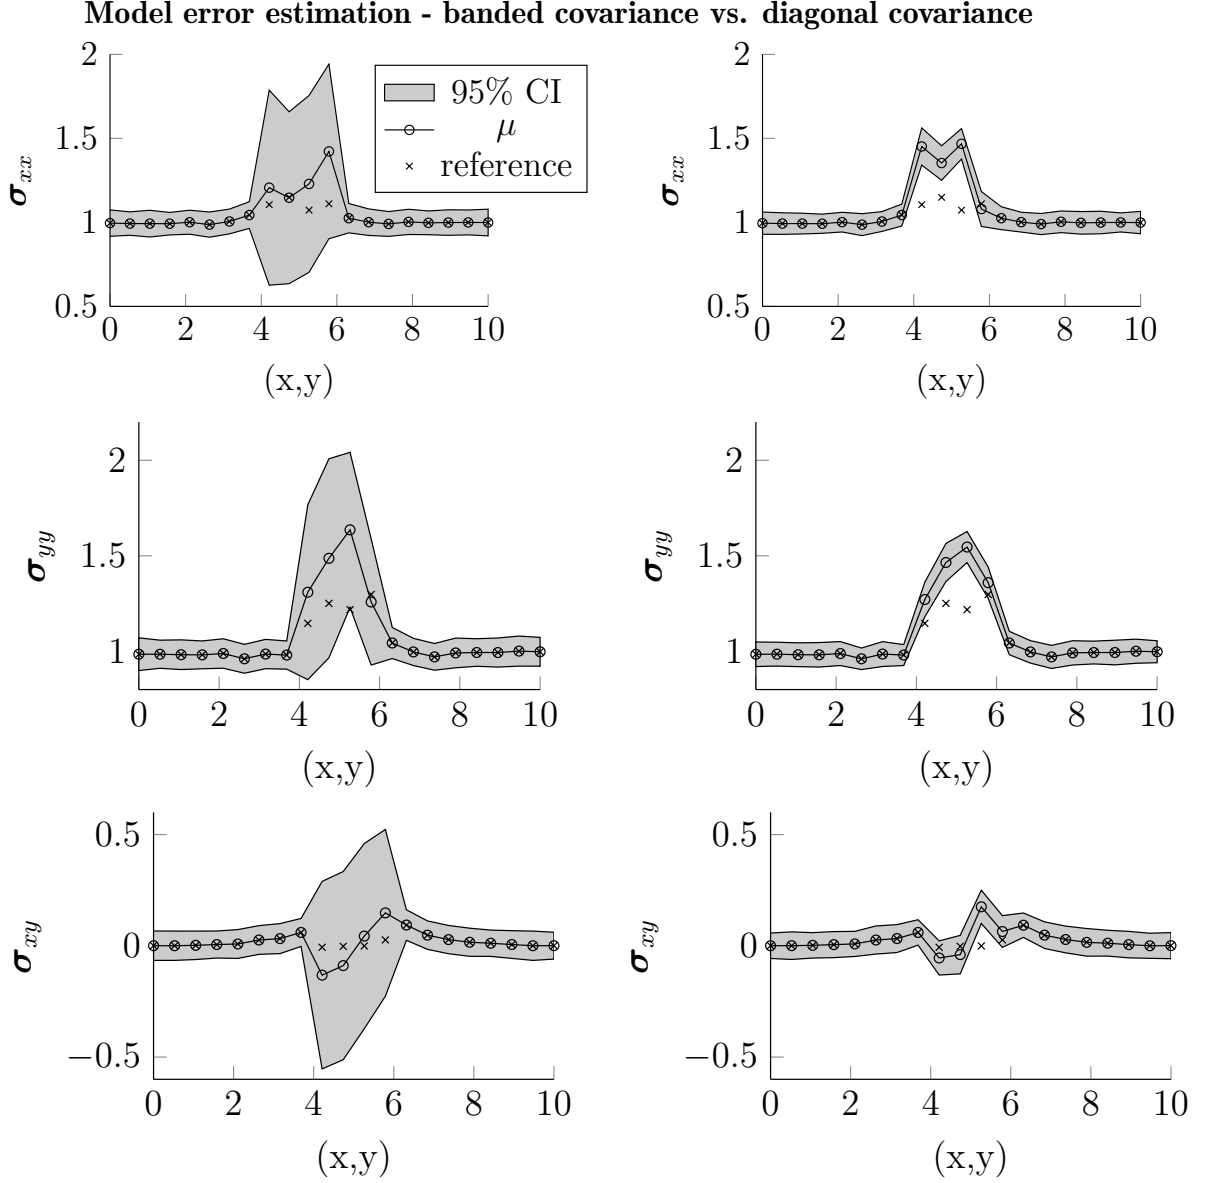 Model error estimation - banded covariance vs. diagonal covariance
2
1.5
1
0.5
σxx
0 2 4 6 8 10
(x,y)
95% CI
μ
reference
2
1.5
1
0.5
σxx
0 2 4 6 8 10
(x,y)
2
1.5
1
σyy
0 2 4 6 8 10
(x,y)
2
1.5
1
σyy
0 2 4 6 8 10
(x,y)
0.5
0
−0.5
σxy
0 2 4 6 8 10
(x,y)
0.5
0
−0.5
σxy
0 2 4 6 8 10
(x,y)